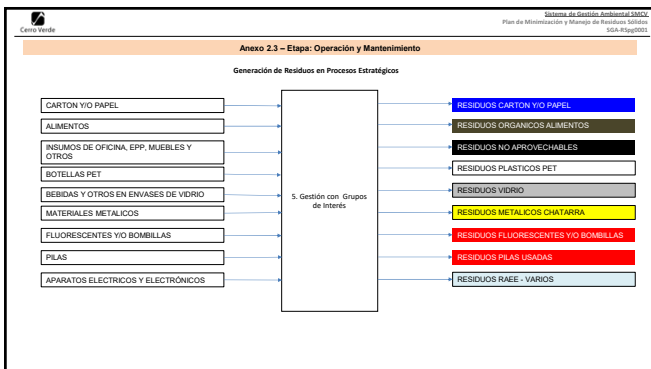 Cerro Verde
Sistema de Gestión Ambiental SMCV
Plan de Minimización y Manejo de Residuos Sólidos
SGA-RSpg0001
Anexo 2.3 – Etapa: Operación y Mantenimiento
Generación de Residuos en Procesos Estratégicos
CARTON Y/O PAPEL
ALIMENTOS
INSUMOS DE OFICINA, EPP, MUEBLES Y
OTROS
BOTELLAS PET
BEBIDAS Y OTROS EN ENVASES DE VIDRIO
MATERIALES METALICOS
FLUORESCENTES Y/O BOMBILLAS
PILAS
APARATOS ELECTRICOS Y ELECTRÓNICOS
5. Gestión con Grupos
de Interés
RESIDUOS CARTON Y/O PAPEL
RESIDUOS ORGANICOS ALIMENTOS
RESIDUOS NO APROVECHABLES
RESIDUOS PLASTICOS PET
RESIDUOS VIDRIO
RESIDUOS METALICOS CHATARRA
RESIDUOS FLUORESCENTES Y/O BOMBILLAS
RESIDUOS PILAS USADAS
RESIDUOS RAEE - VARIOS